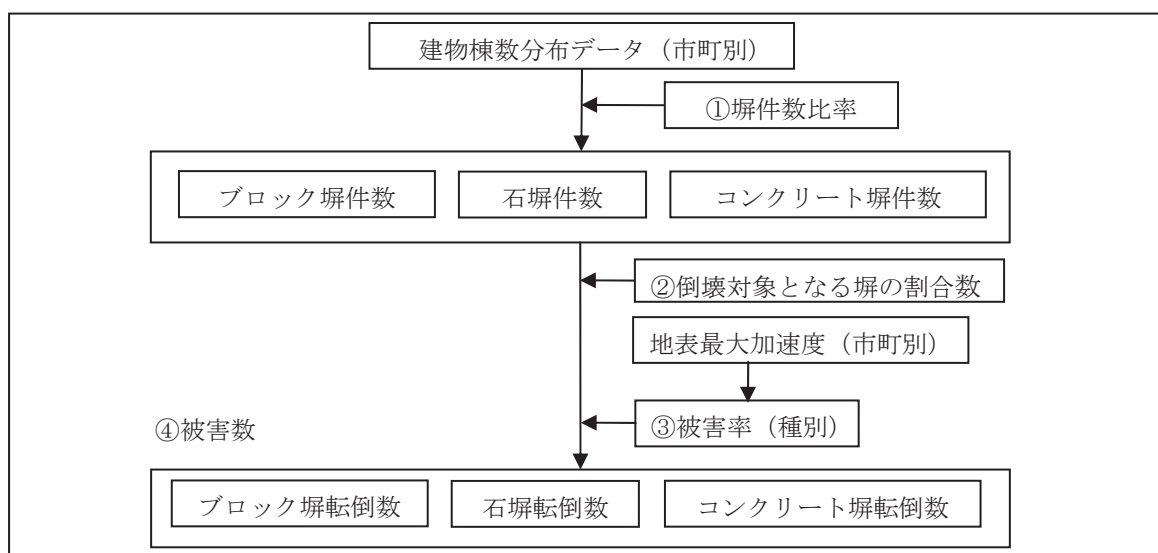 建物棟数分布データ（市町別）
①塀件数比率
ブロック塀件数 石塀件数 コンクリート塀件数
②倒壊対象となる塀の割合数
地表最大加速度（市町別）
③被害率（種別）
④被害数
ブロック塀転倒数 石塀転倒数 コンクリート塀転倒数